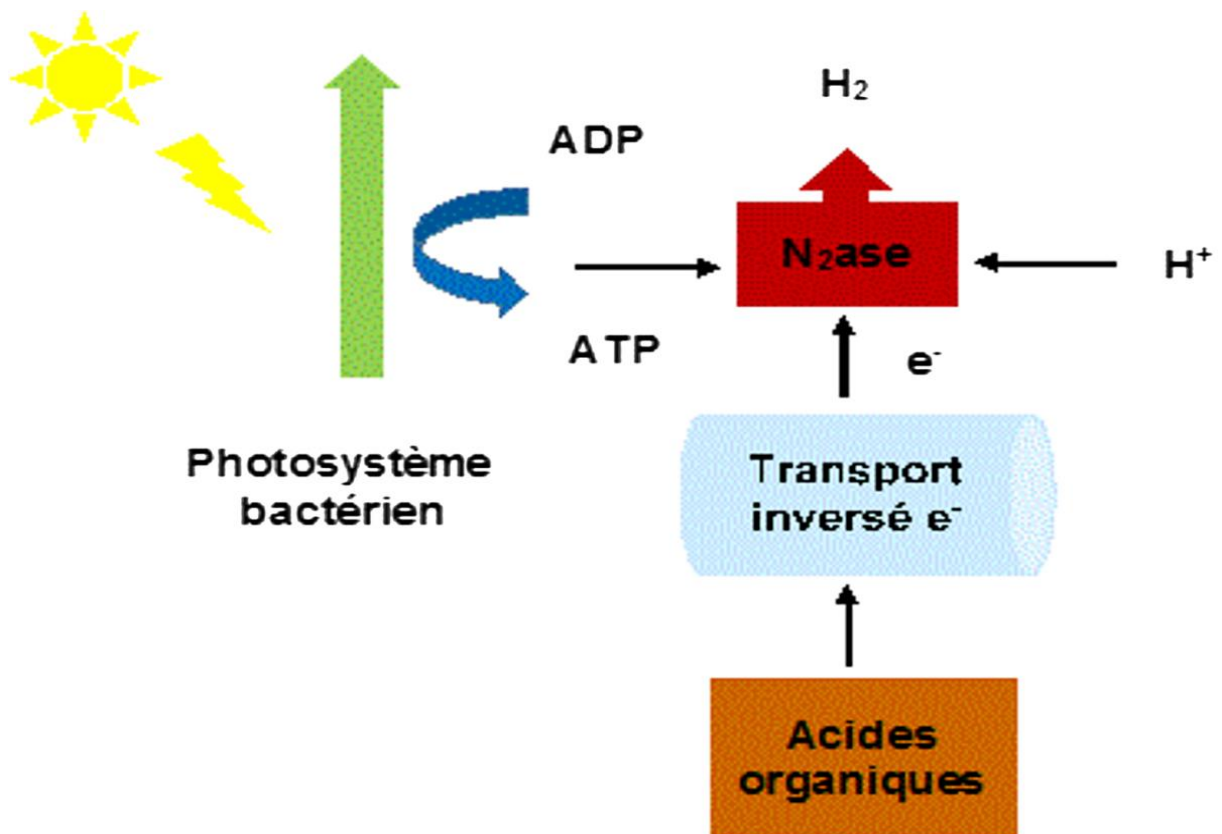 H₂
ADP
N₂ase
H⁺
ATP
e⁻
Photosystème
bactérien
Transport
inversé e⁻
Acides
organiques